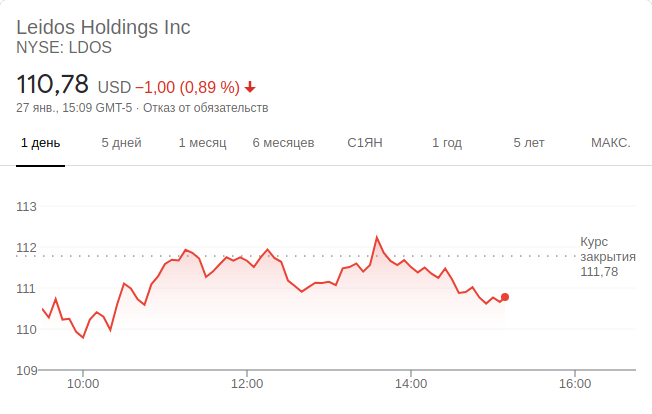 Leidos Holdings Inc
NYSE: LDOS
110,78 USD −1,00 (0,89 %)
27 янв., 15:09 GMT-5 · Отказ от обязательств
1 день 5 дней 1 месяц 6 месяцев С1ЯН 1 год 5 лет МАКС.
113
112
111
110
109
Курс
закрытия
111,78
10:00 12:00 14:00 16:00